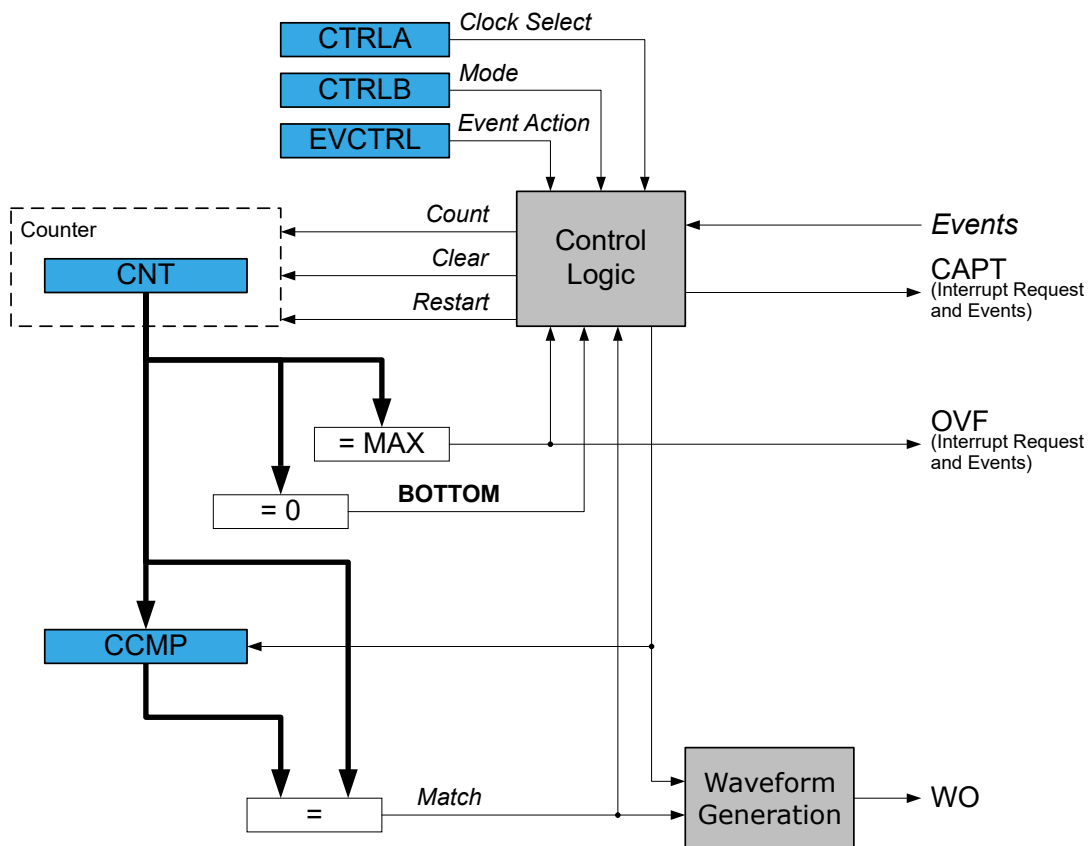 CTRLA
Clock Select
CTRLB
Mode
EVCTRL
Event Action
Counter
CNT
Count
Clear
Restart
Control
Logic
Events
CAPT
(Interrupt Request
and Events)
= MAX
OVF
(Interrupt Request
and Events)
= 0
BOTTOM
CCMP
=
Match
Waveform
Generation
WO